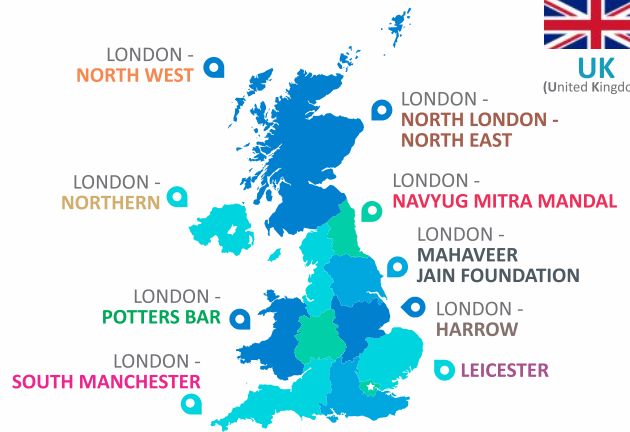 UK
(United Kingdo
LONDON -
NORTH WEST
LONDON -
NORTH LONDON -
NORTH EAST
LONDON -
NORTHERN
LONDON -
NAVYUG MITRA MANDAL
LONDON -
MAHAVEER
JAIN FOUNDATION
LONDON -
POTTERS BAR
LONDON -
HARROW
LONDON -
SOUTH MANCHESTER
LEICESTER